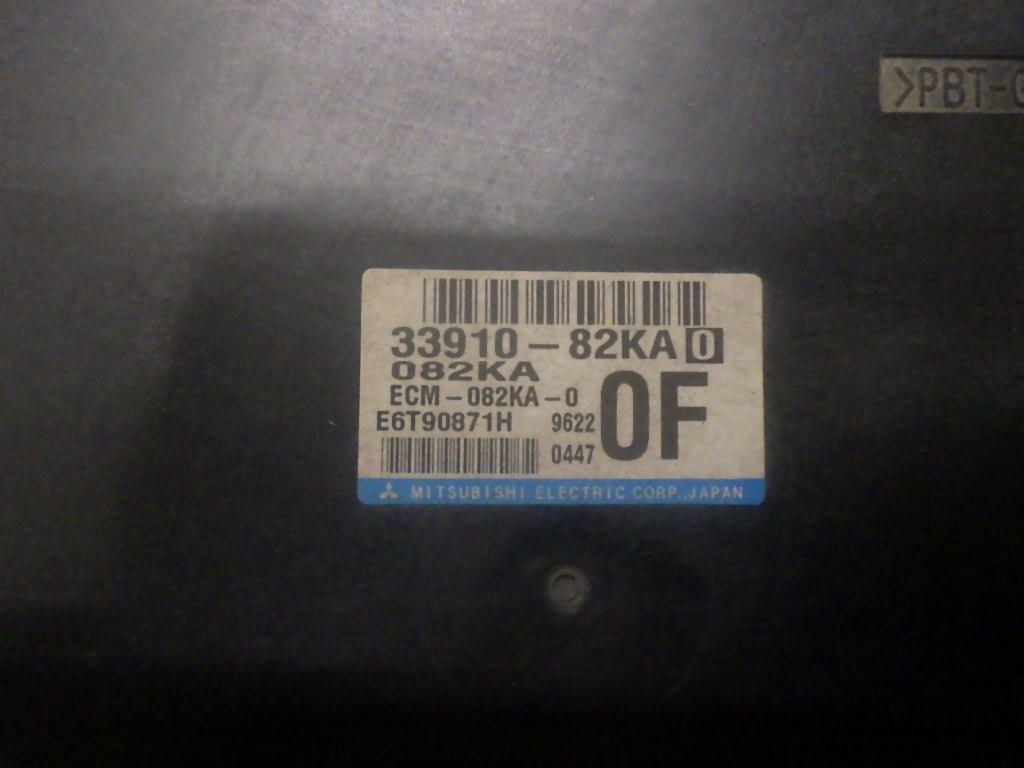 >PBT-G
33910-82KA 0
082KA
ECM-082KA-0
0F
E6T90871H 9622
0447
MITSUBISHI ELECTRIC CORP., JAPAN